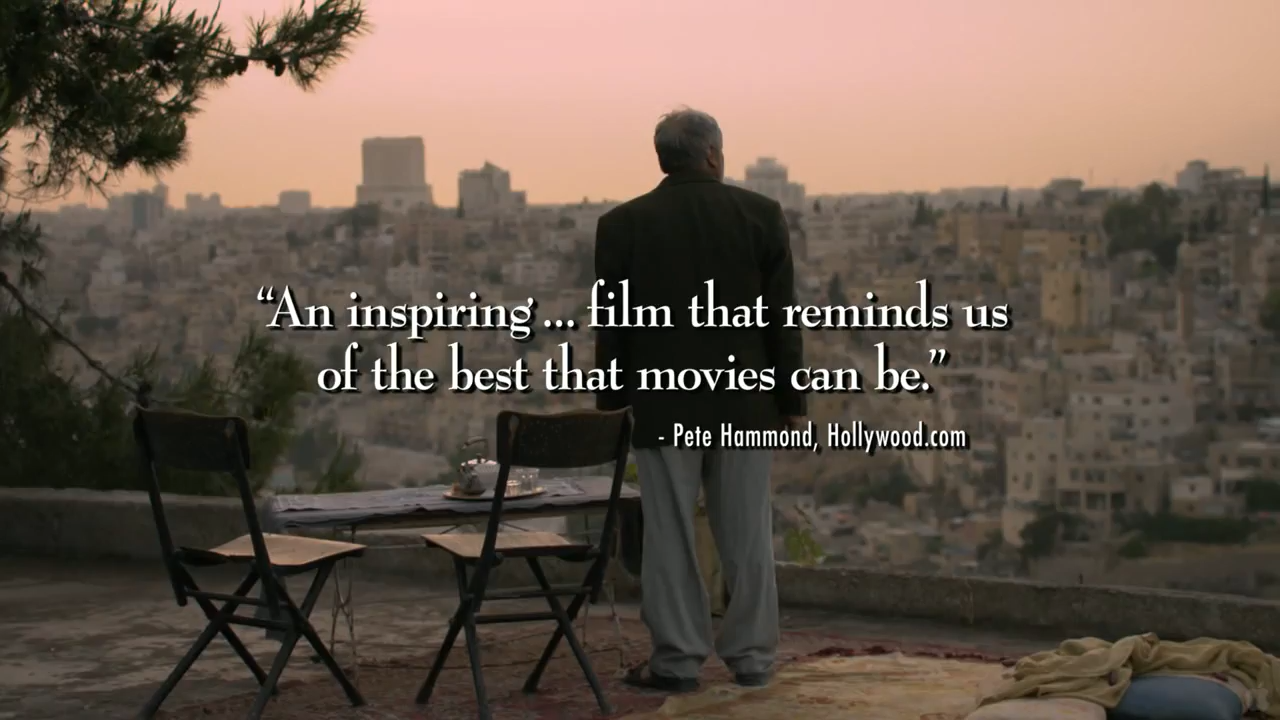 “An inspiring ... film that reminds us
of the best that movies can be.”
- Pete Hammond, Hollywood.com